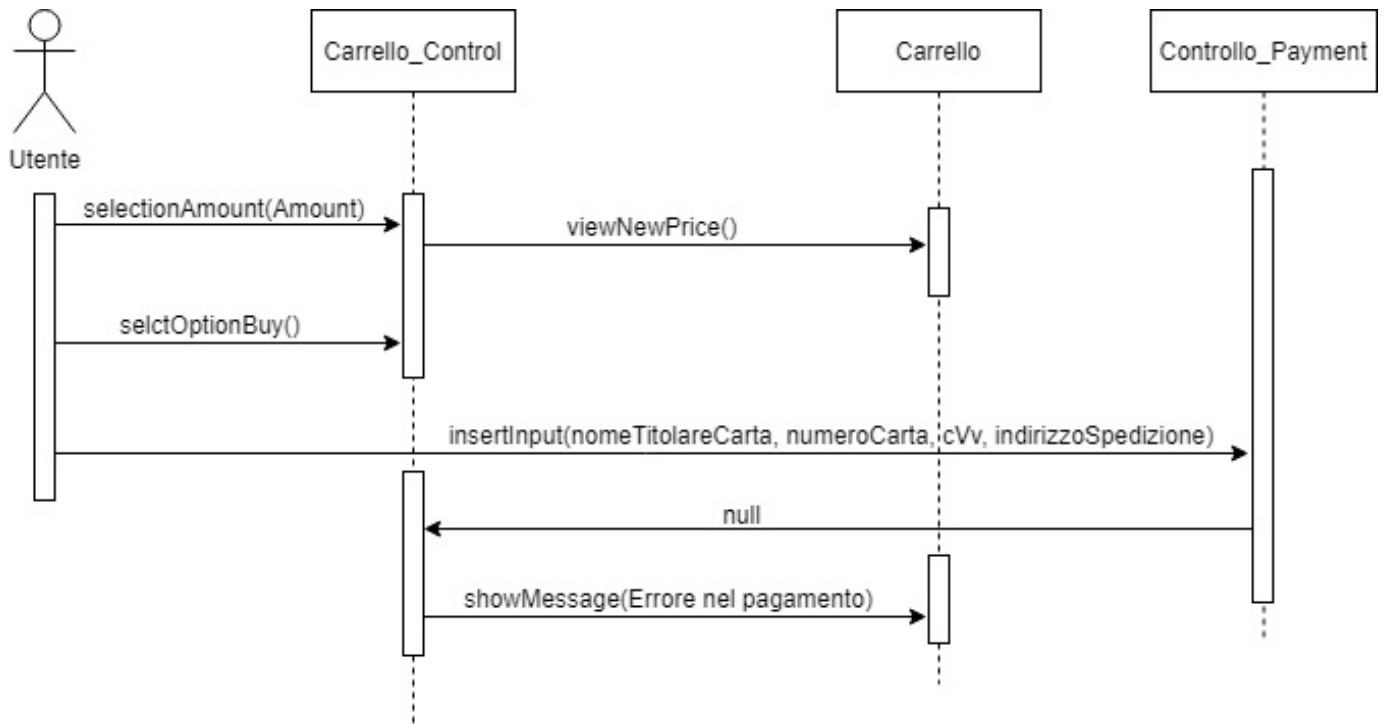 Carrello_Control
Carrello
Controllo_Payment
Utente
selectionAmount(Amount)
viewNewPrice()
selctOptionBuy()
insertInput(nomeTitolareCarta, numeroCarta, cVv, indirizzoSpedizione)
null
showMessage(Errore nel pagamento)